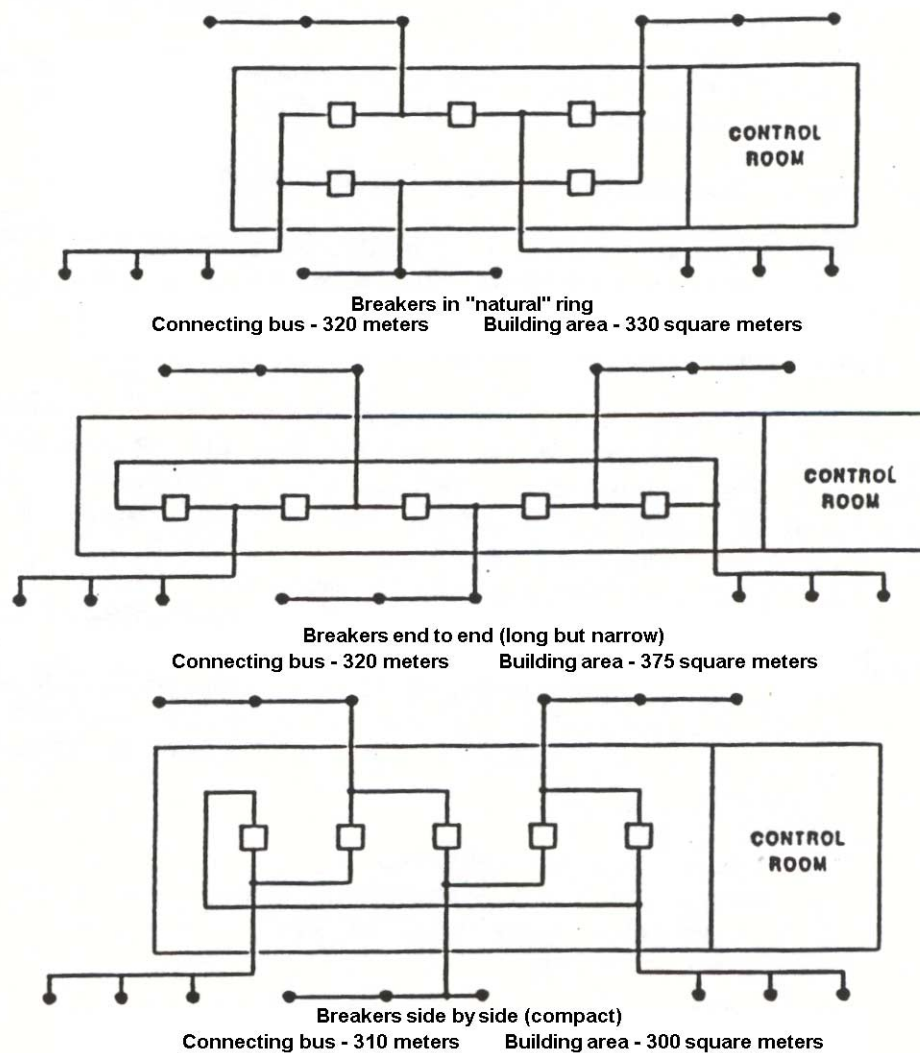 CONTROL
ROOM
Breakers in "natural" ring
Connecting bus - 320 meters Building area - 330 square meters
CONTROL
ROOM
Breakers end to end (long but narrow)
Connecting bus - 320 meters Building area - 375 square meters
CONTROL
ROOM
Breakers side by side (compact)
Connecting bus - 310 meters Building area - 300 square meters